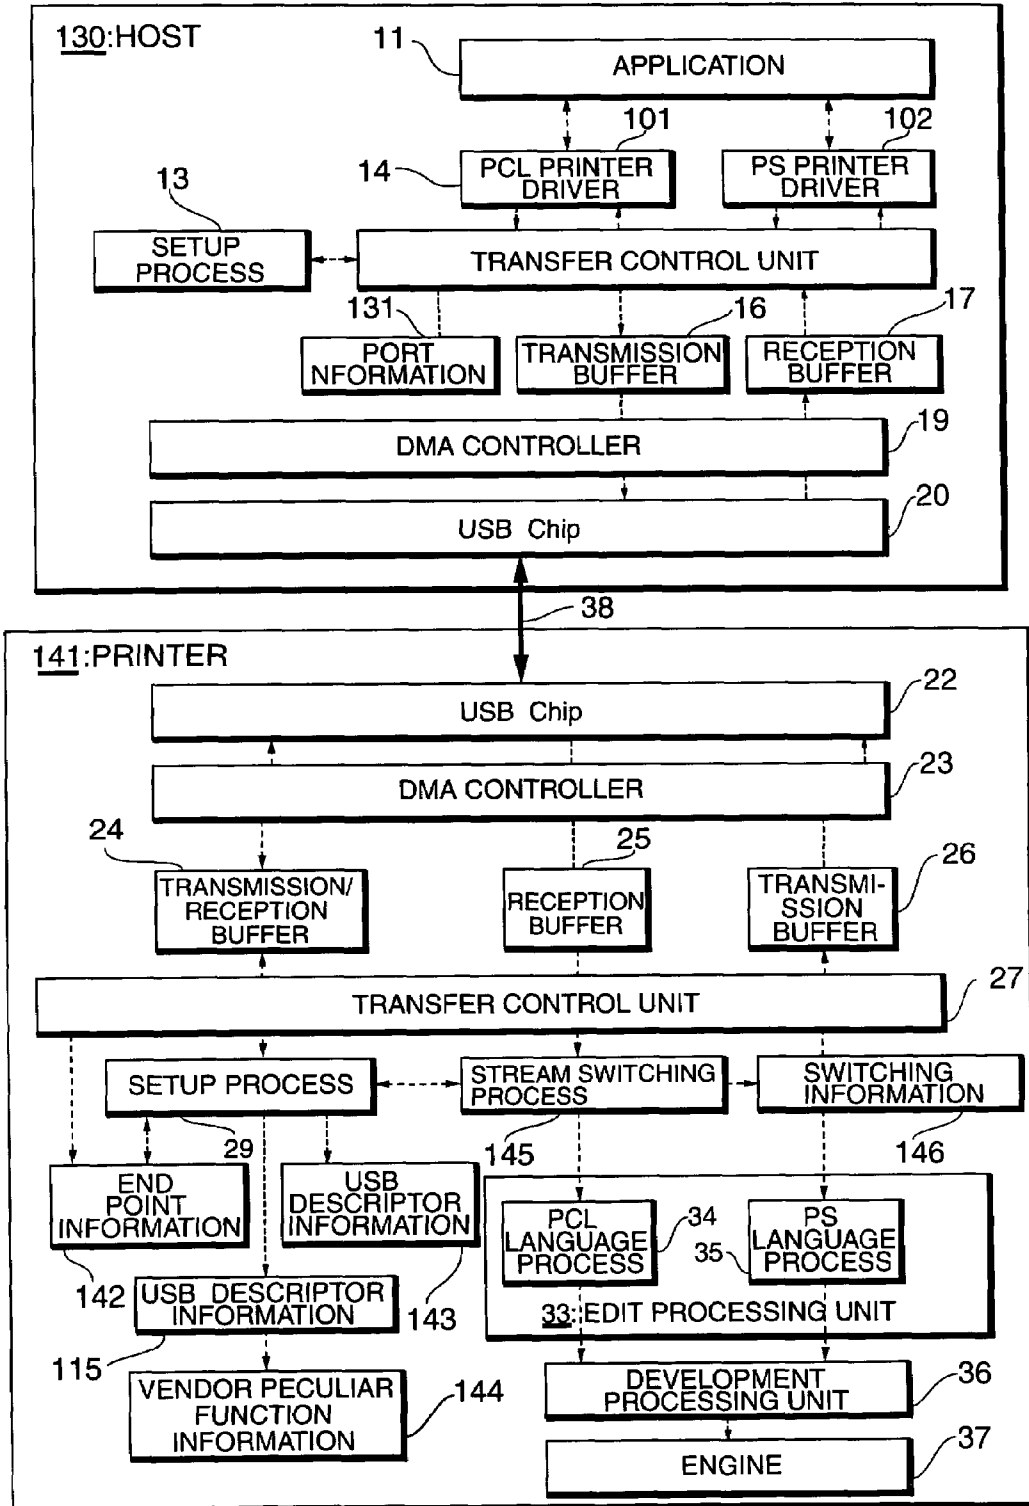 130:HOST
11
APPLICATION
101
102
14
PCL PRINTER
DRIVER
PS PRINTER
DRIVER
13
SETUP
PROCESS
TRANSFER CONTROL UNIT
131
16
17
PORT
NFORMATION
TRANSMISSION
BUFFER
RECEPTION
BUFFER
DMA CONTROLLER
19
USB Chip
20
38
141:PRINTER
USB Chip
22
DMA CONTROLLER
23
24
25
26
TRANSMISSION/
RECEPTION
BUFFER
RECEPTION
BUFFER
TRANSMI-
SSION
BUFFER
TRANSFER CONTROL UNIT
27
SETUP PROCESS
STREAM SWITCHING
PROCESS
SWITCHING
INFORMATION
29
145
146
END
POINT
INFORMATION
USB
DESCRIPTOR
INFORMATION
PCL
LANGUAGE
PROCESS
34
PS
LANGUAGE
PROCESS
35
142
143
USB DESCRIPTOR
INFORMATION
33:EDIT PROCESSING UNIT
115
VENDOR PECULIAR
FUNCTION
INFORMATION
144
DEVELOPMENT
PROCESSING UNIT
36
ENGINE
37